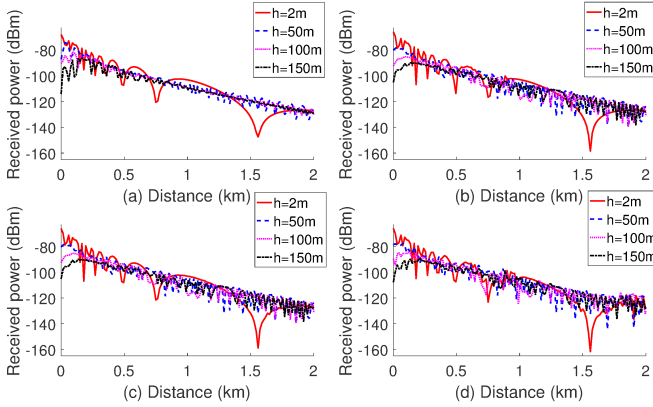 h=2m
h=50m
h=100m
h=150m
Received power (dBm)
-80
-100
-120
-140
-160
0
0.5
1
1.5
2
(a) Distance (km)
h=2m
h=50m
h=100m
h=150m
Received power (dBm)
-80
-100
-120
-140
-160
0
0.5
1
1.5
2
(b) Distance (km)
h=2m
h=50m
h=100m
h=150m
Received power (dBm)
-80
-100
-120
-140
-160
0
0.5
1
1.5
2
(c) Distance (km)
h=2m
h=50m
h=100m
h=150m
Received power (dBm)
-80
-100
-120
-140
-160
0
0.5
1
1.5
2
(d) Distance (km)